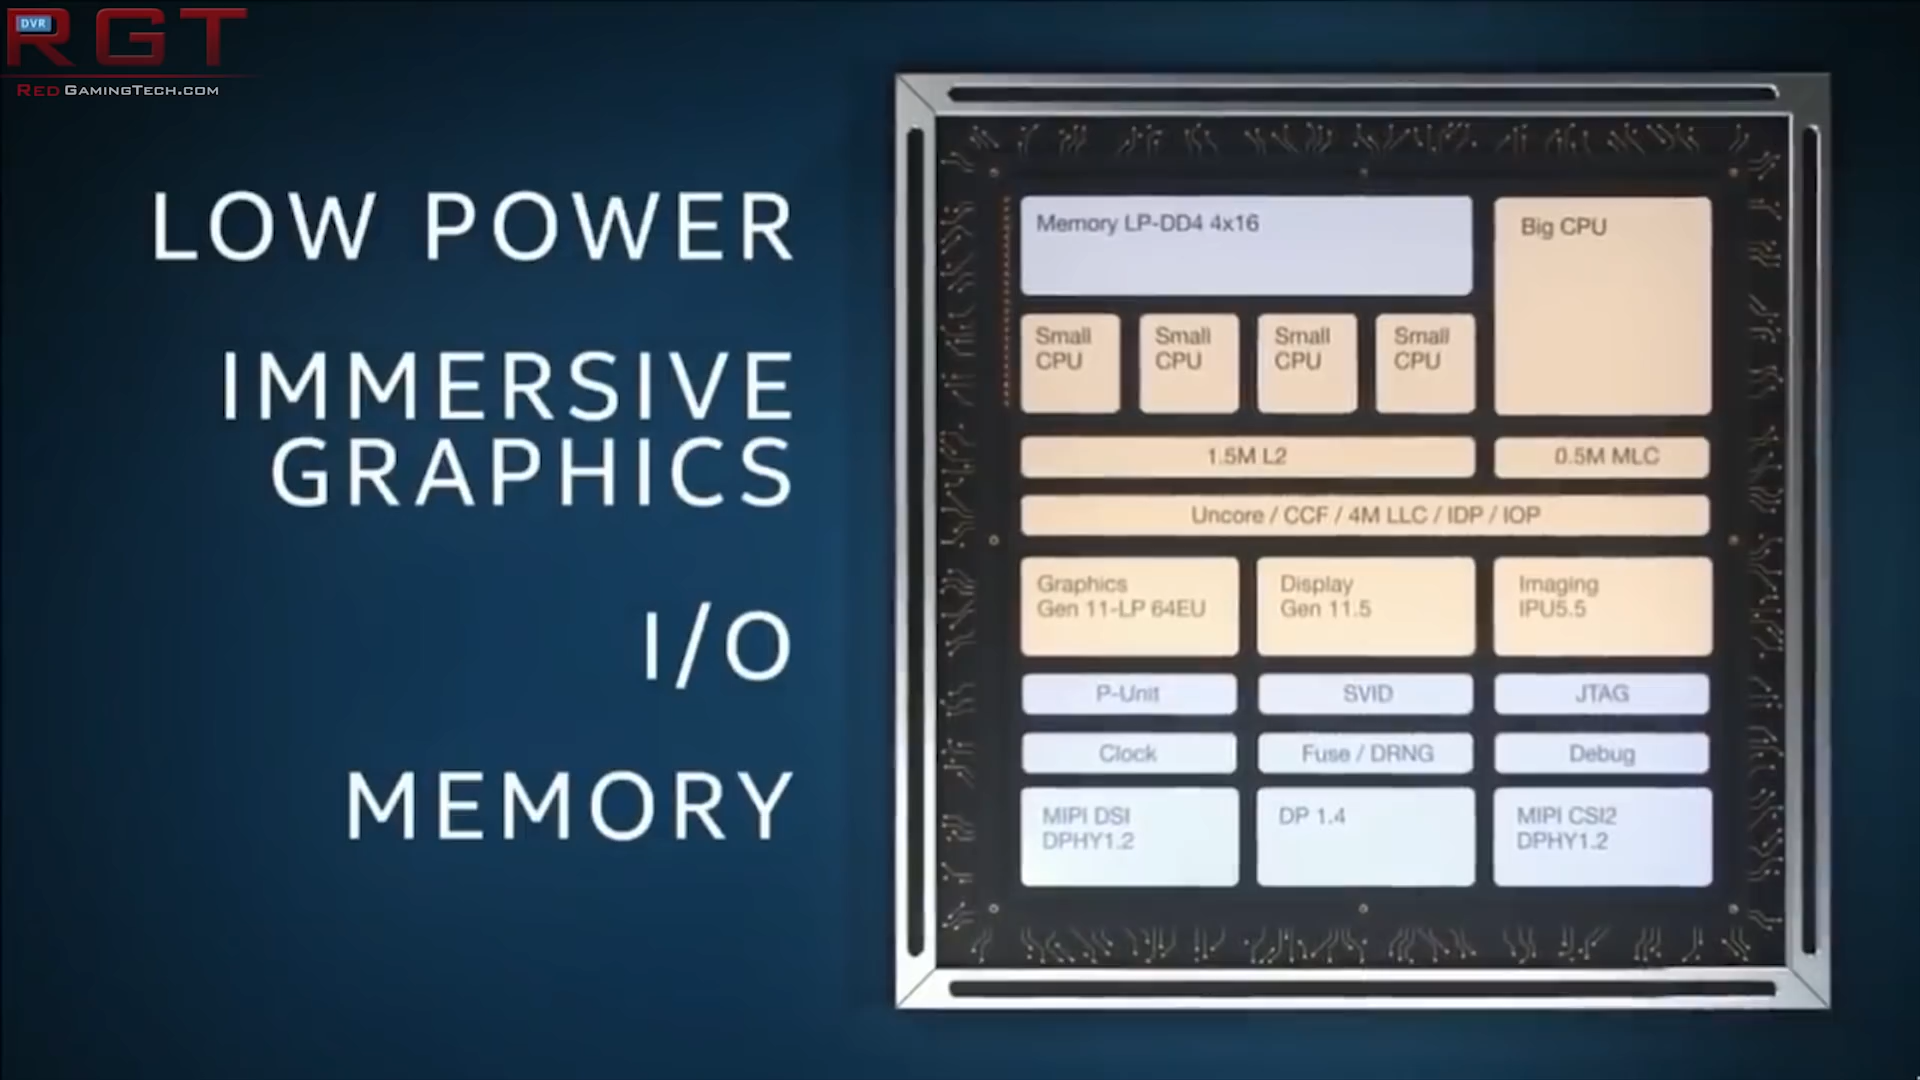 DVR
RGT
REDGAMINGTECH.COM
LOW POWER
IMMERSIVE
GRAPHICS
I/O
MEMORY
Memory LP-DD4 4x16
Big CPU
Small
CPU
Small
CPU
Small
CPU
Small
CPU
1.5M L2
0.5M MLC
Uncore / CCF / 4M LLC / IDP / IOP
Graphics
Gen 11-LP 64EU
Display
Gen 11.5
Imaging
IPU5.5
P-Unit
SVID
JTAG
Clock
Fuse / DRNG
Debug
MIPI DSI
DPHY1.2
DP 1.4
MIPI CSI2
DPHY1.2